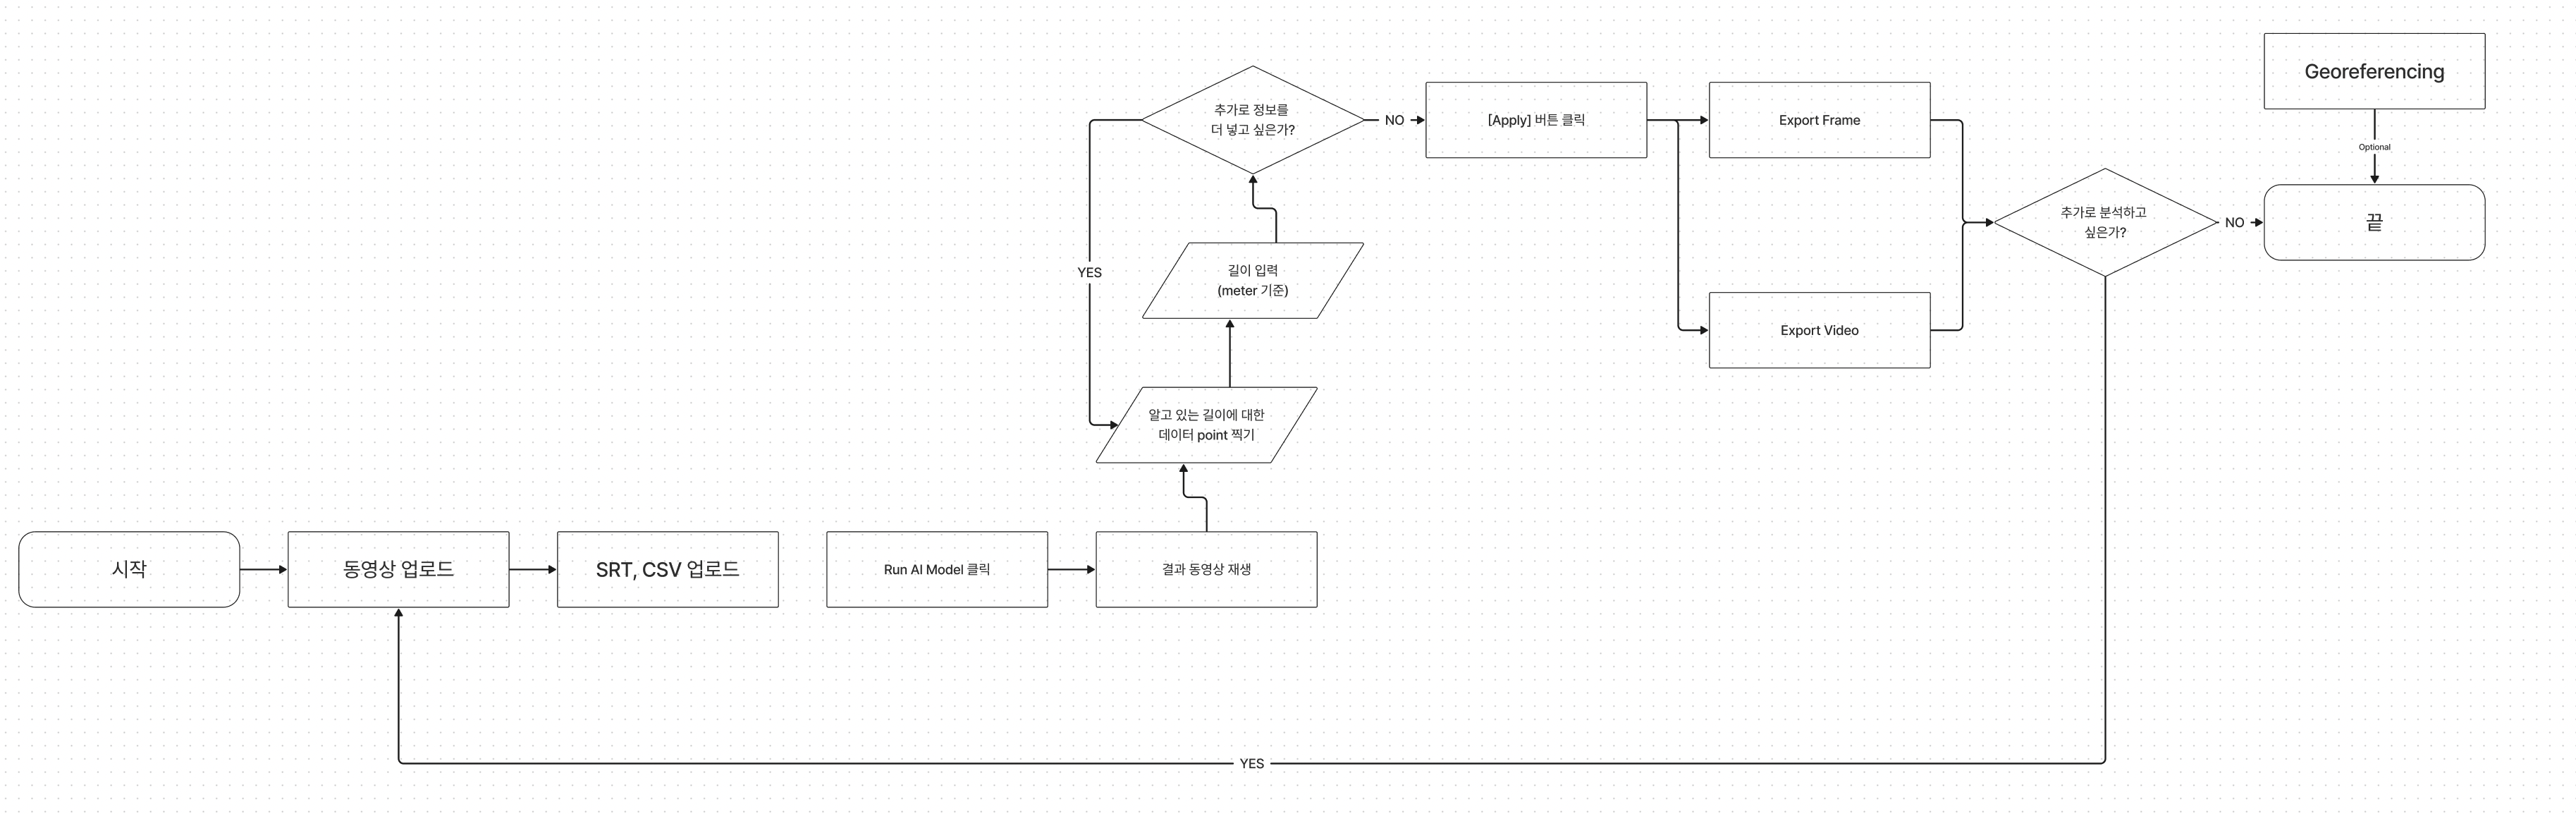 시작
동영상 업로드
SRT, CSV 업로드
Run AI Model 클릭
결과 동영상 재생
알고 있는 길이에 대한
데이터 point 찍기
길이 입력
(meter 기준)
추가로 정보를
더 넣고 싶은가?
YES
NO
[Apply] 버튼 클릭
Export Frame
Export Video
추가로 분석하고
싶은가?
YES
NO
Georeferencing
Optional
끝